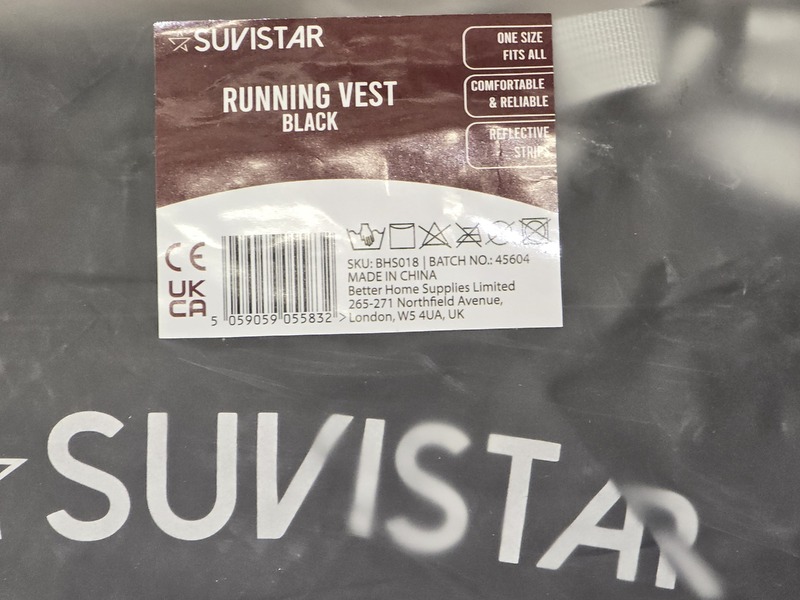 SUVISTAR
ONE SIZE
FITS ALL
RUNNING VEST
BLACK
COMFORTABLE
& RELIABLE
REFLECTIVE
STRIPS
CE
UK
CA
SKU: BHS018 | BATCH NO.: 45604
MADE IN CHINA
Better Home Supplies Limited
265-271 Northfield Avenue,
London, W5 4UA, UK
5 059059 055832 >
SUVISTAR